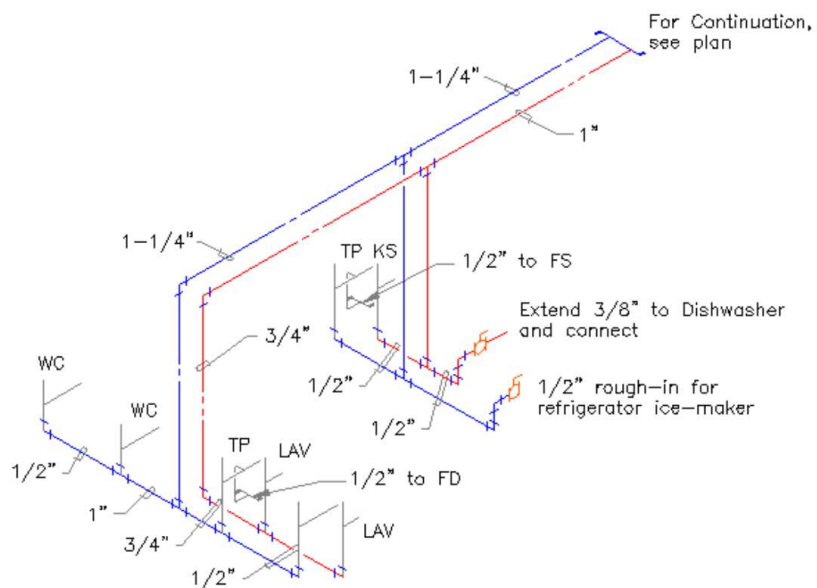 For Continuation,
see plan
1-1/4"
1"
1-1/4"
TP KS
1/2" to FS
Extend 3/8" to Dishwasher
and connect
3/4"
WC
1/2"
1/2" rough-in for
refrigerator ice-maker
WC
1/2"
TP
LAV
1/2"
1/2" to FD
1"
3/4"
LAV
1/2"